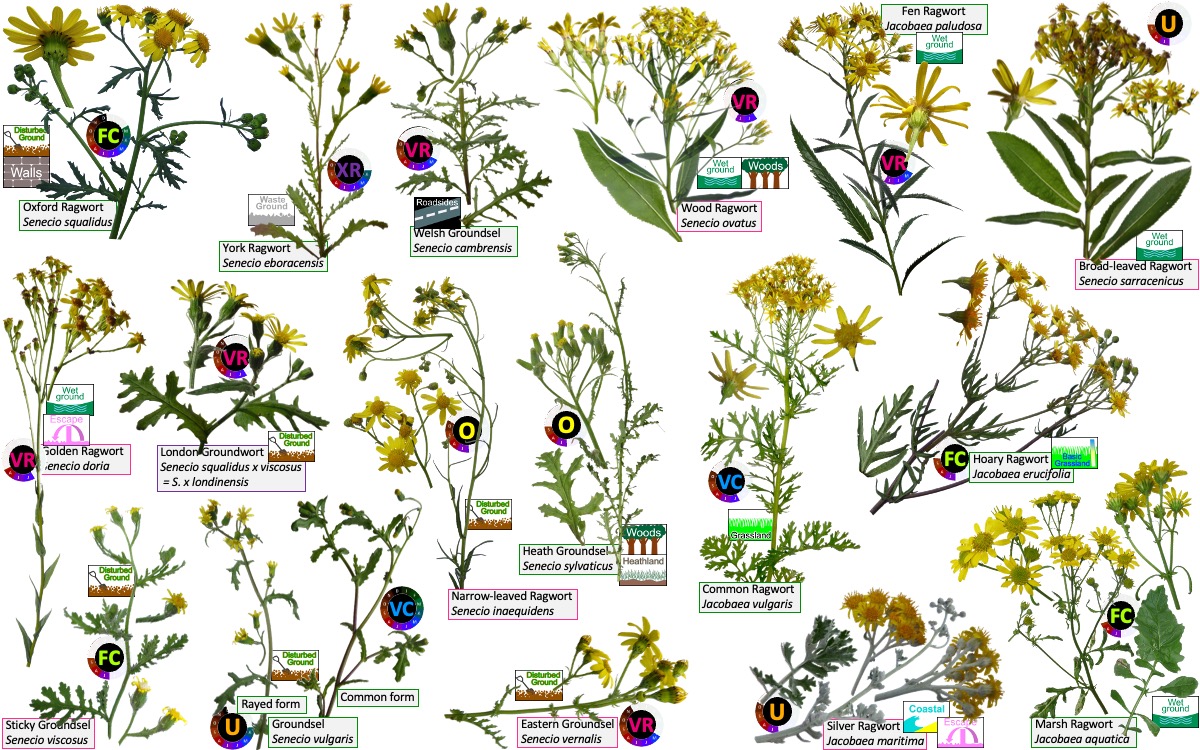 Disturbed
Ground
Walls
FC
Oxford Ragwort
Senecio squalidus
XR
Waste
Ground
York Ragwort
Senecio eboracensis
VR
Roadsides
Welsh Groundsel
Senecio cambrensis
VR
Wet
ground
Woods
Wood Ragwort
Senecio ovatus
Fen Ragwort
Jacobaea paludosa
Wet
ground
VR
U
Wet
ground
Broad-leaved Ragwort
Senecio sarracenicus
Wet
ground
Escape
VR
Golden Ragwort
Senecio doria
VR
Disturbed
Ground
London Groundwort
Senecio squalidus x viscosus
= S. x londinensis
O
Disturbed
Ground
Narrow-leaved Ragwort
Senecio inaequidens
O
Woods
Heathland
Heath Groundsel
Senecio sylvaticus
VC
Grassland
Common Ragwort
Jacobaea vulgaris
FC
Basic
Grassland
Hoary Ragwort
Jacobaea erucifolia
Disturbed
Ground
FC
Sticky Groundsel
Senecio viscosus
Disturbed
Ground
Rayed form
U
VC
Common form
Groundsel
Senecio vulgaris
Disturbed
Ground
Eastern Groundsel
Senecio vernalis
VR
U
Silver Ragwort
Jacobaea maritima
Coastal
Escape
FC
Wet
ground
Marsh Ragwort
Jacobaea aquatica